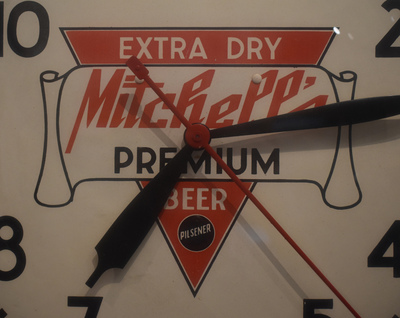 10
2
EXTRA DRY
Mitchell's
PREMIUM
8
BEER
4
PILSENER
7
5